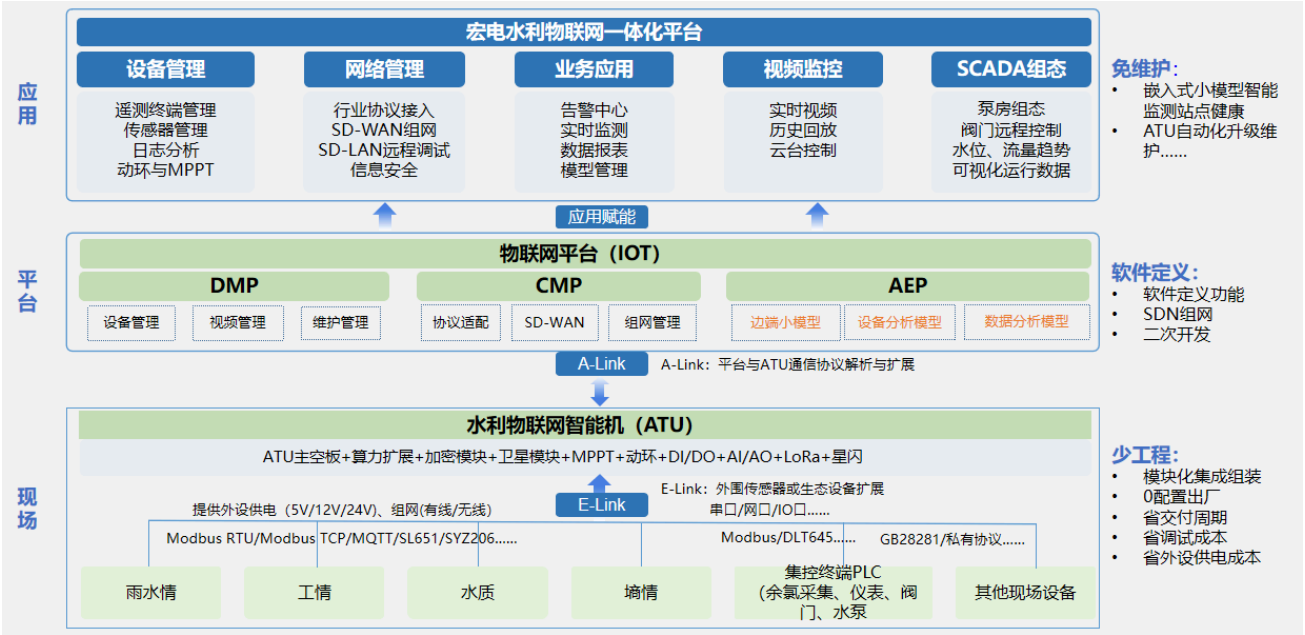 宏电水利物联网一体化平台
应用
设备管理
网络管理
业务应用
视频监控
SCADA组态
遥测终端管理
传感器管理
日志分析
动环与MPPT
行业协议接入
SD-WAN组网
SD-LAN远程调试
信息安全
告警中心
实时监测
数据报表
模型管理
实时视频
历史回放
云台控制
泵房组态
阀门远程控制
水位、流量趋势
可视化运行数据
免维护：
• 嵌入式小模型智能
监测站点健康
• ATU自动化升级维
护......
应用赋能
平台
物联网平台（IOT）
DMP
CMP
AEP
设备管理
视频管理
维护管理
协议适配
SD-WAN
组网管理
边端小模型
设备分析模型
数据分析模型
软件定义：
• 软件定义功能
• SDN组网
• 二次开发
A-Link
A-Link：平台与ATU通信协议解析与扩展
现场
水利物联网智能机（ATU）
ATU主空板+算力扩展+加密模块+卫星模块+MPPT+动环+DI/DO+AI/AO+LoRa+星闪
E-Link
E-Link：外围传感器或生态设备扩展
串口/网口/IO口......
提供外设供电（5V/12V/24V)、组网(有线/无线）
Modbus RTU/Modbus TCP/MQTT/SL651/SYZ206......
Modbus/DLT645......
GB28281/私有协议......
雨水情
工情
水质
墒情
集控终端PLC
(余氯采集、仪表、阀
门、水泵
其他现场设备
少工程：
• 模块化集成组装
• 0配置出厂
• 省交付周期
• 省调试成本
• 省外设供电成本